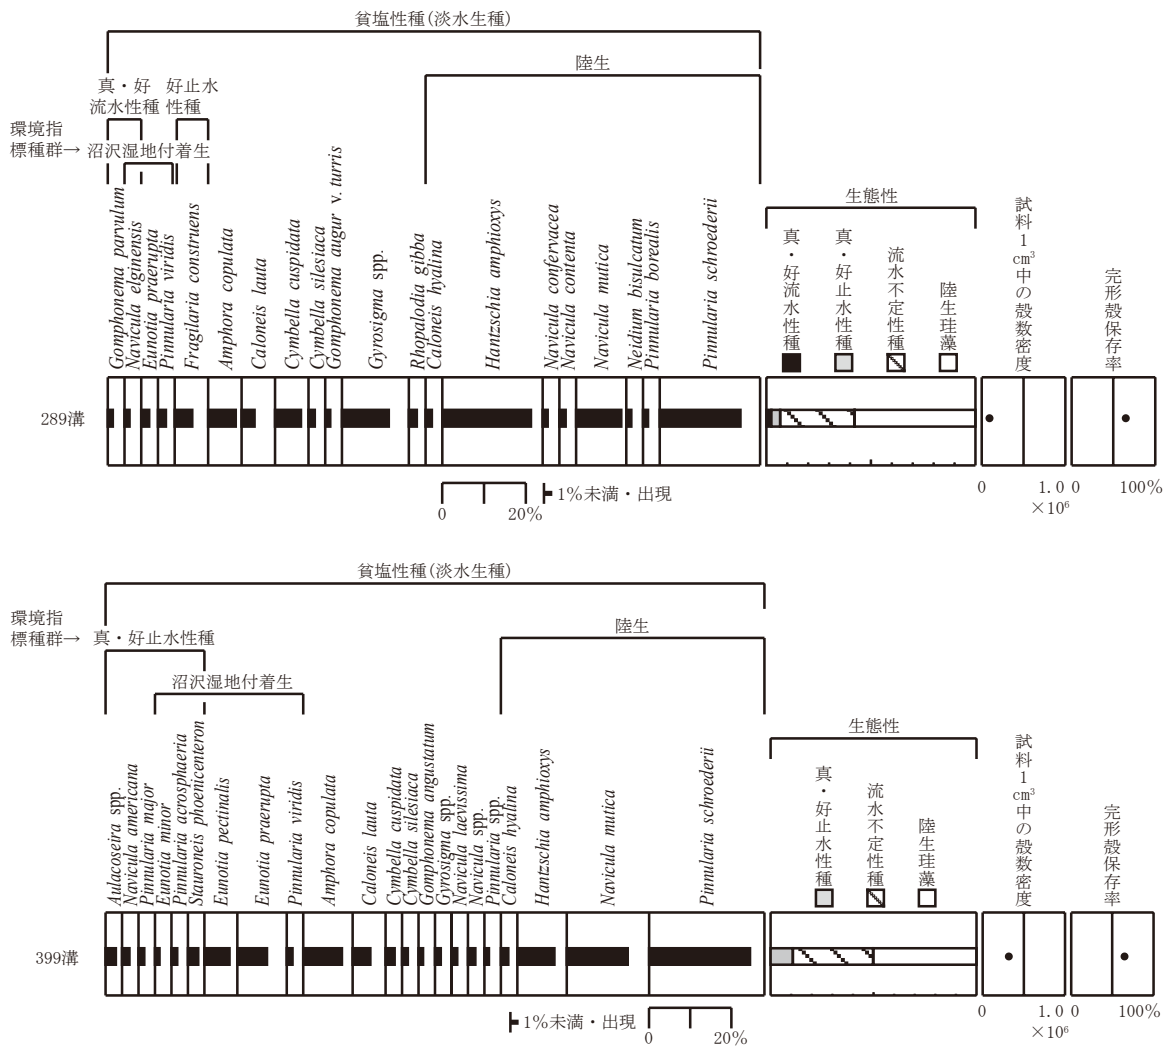 貧塩性種(淡水生種)
陸生
真・好
流水性種
好止水
性種
環境指
標種群→
沼沢湿地付着生
Gomphonema parvulum
Navicula elginensis
Eunotia praerupta
Pinnularia viridis
Fragilaria construens
Amphora copulata
Caloneis lauta
Cymbella cuspidata
Cymbella silesiaca
Gomphonema augur v. turris
Gyrosigma spp.
Rhopalodia gibba
Caloneis hyalina
Hantzschia amphioxys
Navicula confervacea
Navicula contenta
Navicula mutica
Neidium bisulcatum
Pinnularia borealis
Pinnularia schroederii
生態性
真・好流水性種
真・好止水性種
流水不定性種
陸生珪藻
試料1cm³中の殻数密度
完形殻保存率
289溝
0 20%
1%未満・出現
0 1.0
×10⁶
0 100%
貧塩性種(淡水生種)
環境指
標種群→
真・好止水性種
陸生
沼沢湿地付着生
Aulacoseira spp.
Navicula americana
Pinnularia major
Eunotia minor
Pinnularia acrosphaeria
Stauroneis phoenicenteron
Eunotia pectinalis
Eunotia praerupta
Pinnularia viridis
Amphora copulata
Caloneis lauta
Cymbella cuspidata
Cymbella silesiaca
Gomphonema angustatum
Gyrosigma spp.
Navicula laevissima
Navicula spp.
Pinnularia spp.
Caloneis hyalina
Hantzschia amphioxys
Navicula mutica
Pinnularia schroederii
生態性
真・好止水性種
流水不定性種
陸生珪藻
試料1cm³中の殻数密度
完形殻保存率
399溝
1%未満・出現
0 20%
0 1.0
×10⁶
0 100%